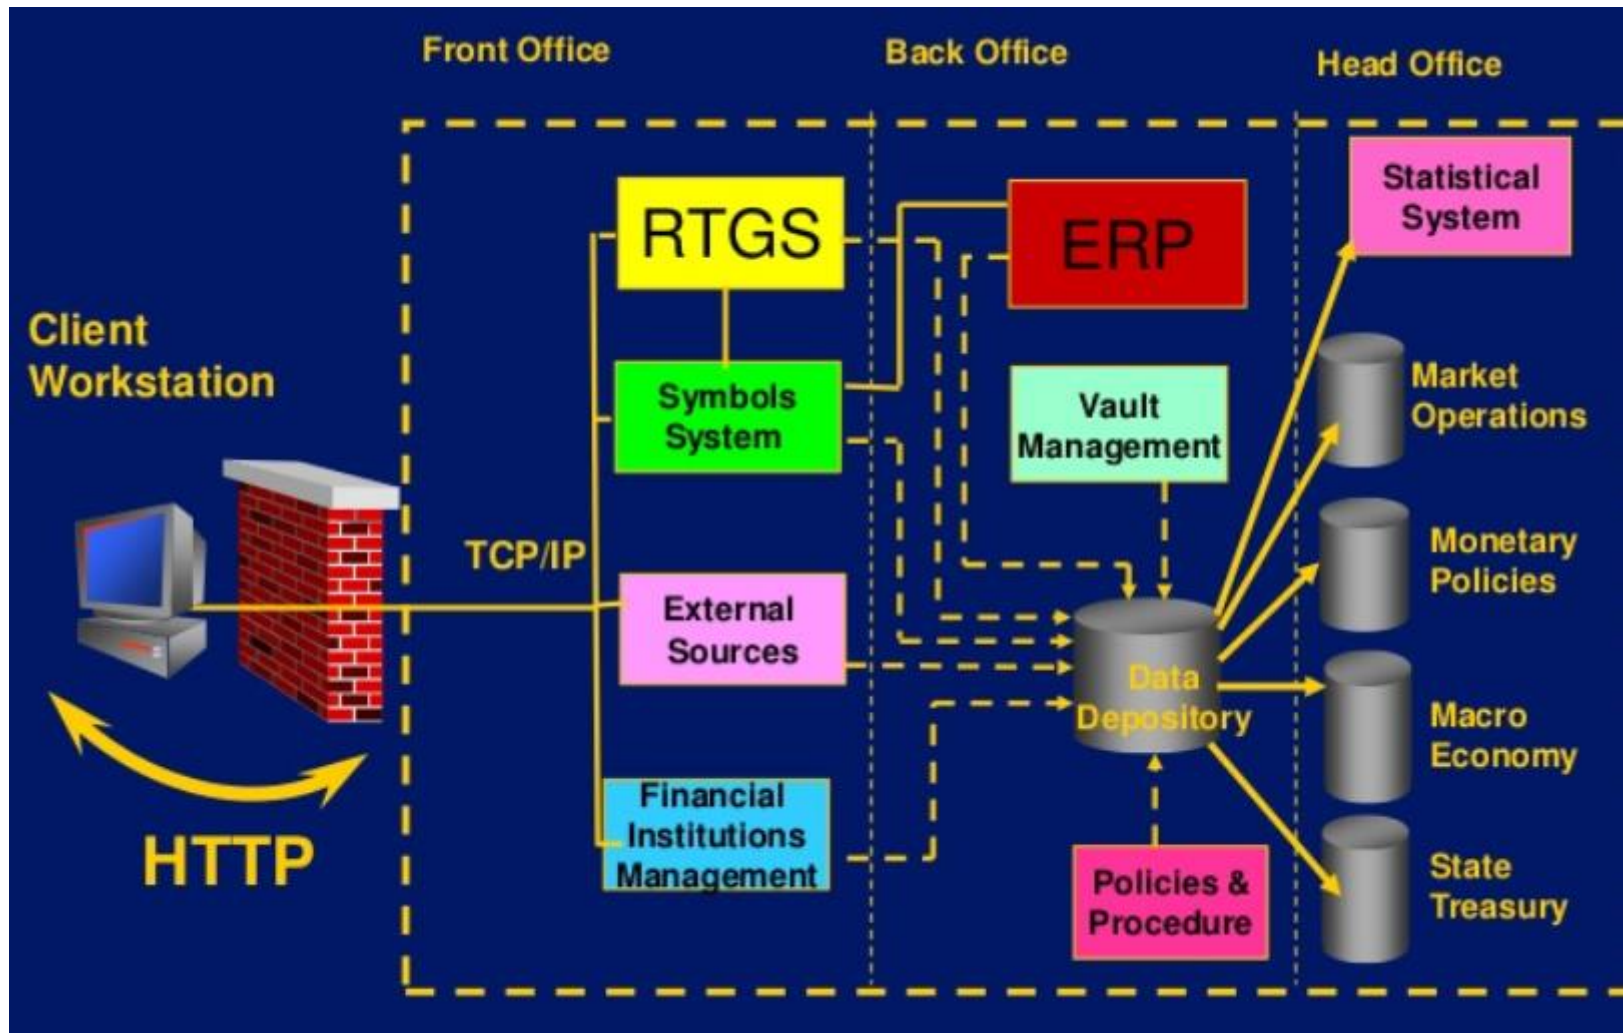 Front Office
Back Office
Head Office
Client
Workstation
HTTP
TCP/IP
RTGS
Symbols
System
External
Sources
Financial
Institutions
Management
ERP
Vault
Management
Data
Depository
Policies &
Procedure
Statistical
System
Market
Operations
Monetary
Policies
Macro
Economy
State
Treasury